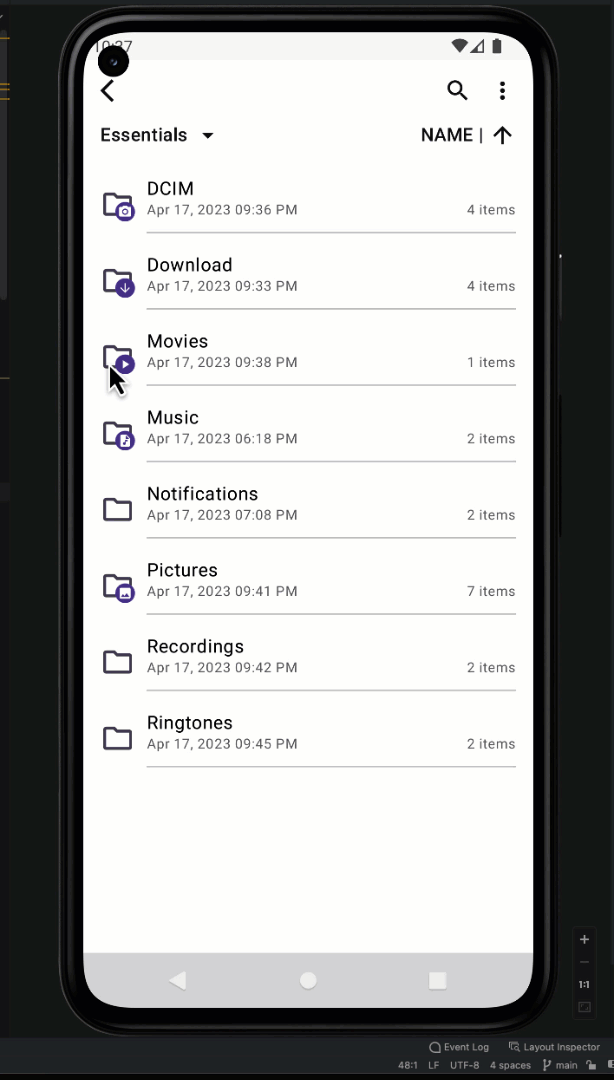 10:37
Essentials
NAME |
DCIM
Apr 17, 2023 09:36 PM 4 items
Download
Apr 17, 2023 09:33 PM 4 items
Movies
Apr 17, 2023 09:38 PM 1 items
Music
Apr 17, 2023 06:18 PM 2 items
Notifications
Apr 17, 2023 07:08 PM 2 items
Pictures
Apr 17, 2023 09:41 PM 7 items
Recordings
Apr 17, 2023 09:42 PM 2 items
Ringtones
Apr 17, 2023 09:45 PM 2 items
1:1
Event Log Layout Inspector
48:1 LF UTF-8 4 spaces main